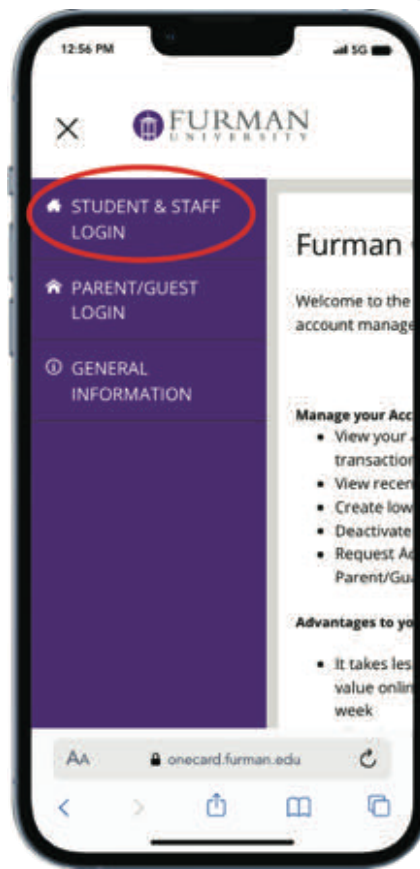 12:56 PM
5G
FURMAN
UNIVERSITY
STUDENT & STAFF
LOGIN
PARENT/GUEST
LOGIN
GENERAL
INFORMATION
Furman
Welcome to the
account manage
Manage your Acc
• View your
transaction
• View recen
• Create low
• Deactivate
• Request Ac
Parent/Gua
Advantages to yo
• It takes les
value onlin
week
AA
onecard.furman.edu